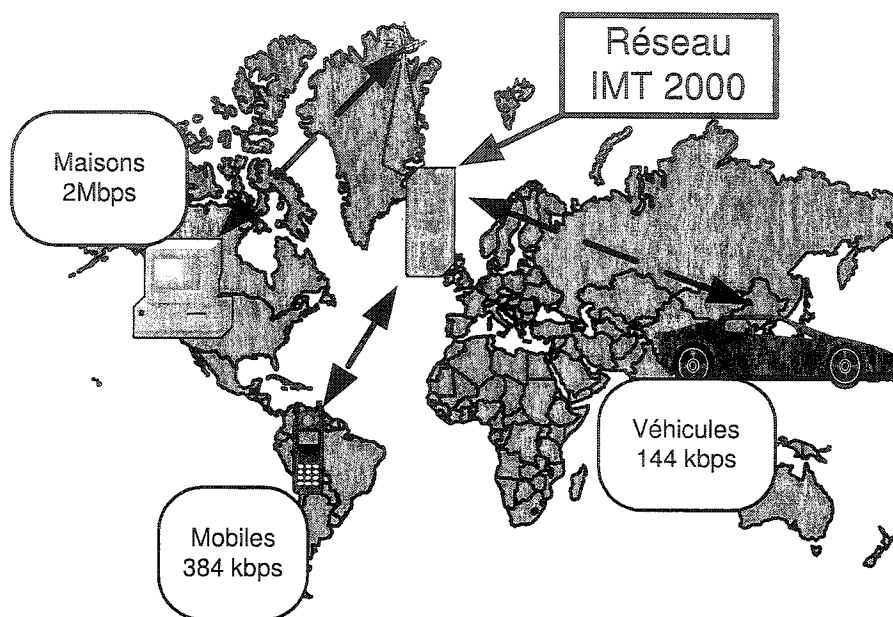 Réseau
IMT 2000
Maisons
2Mbps
Véhicules
144 kbps
Mobiles
384 kbps